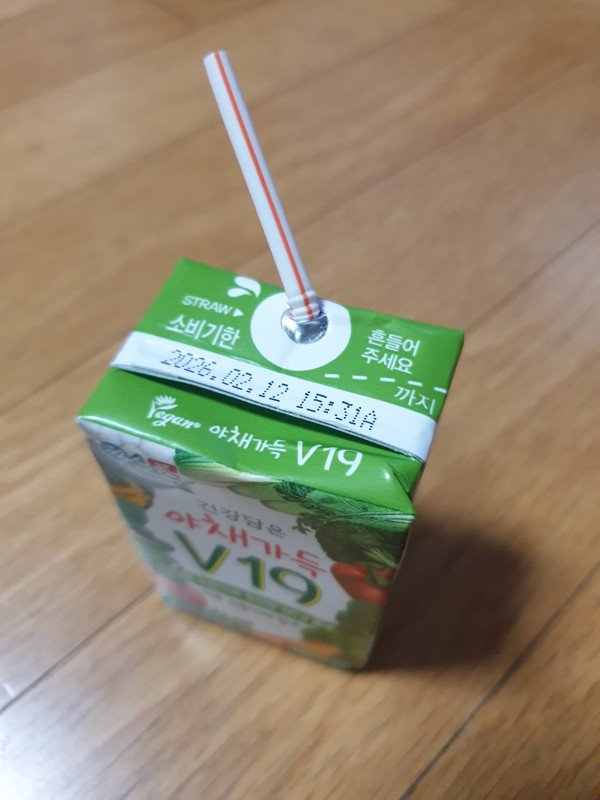 STRAW▶
소비기한
흔들어
주세요
2026.02.12 15:31A
까지
Vegan 야채가득 V19
건강담은
야채가득
V19